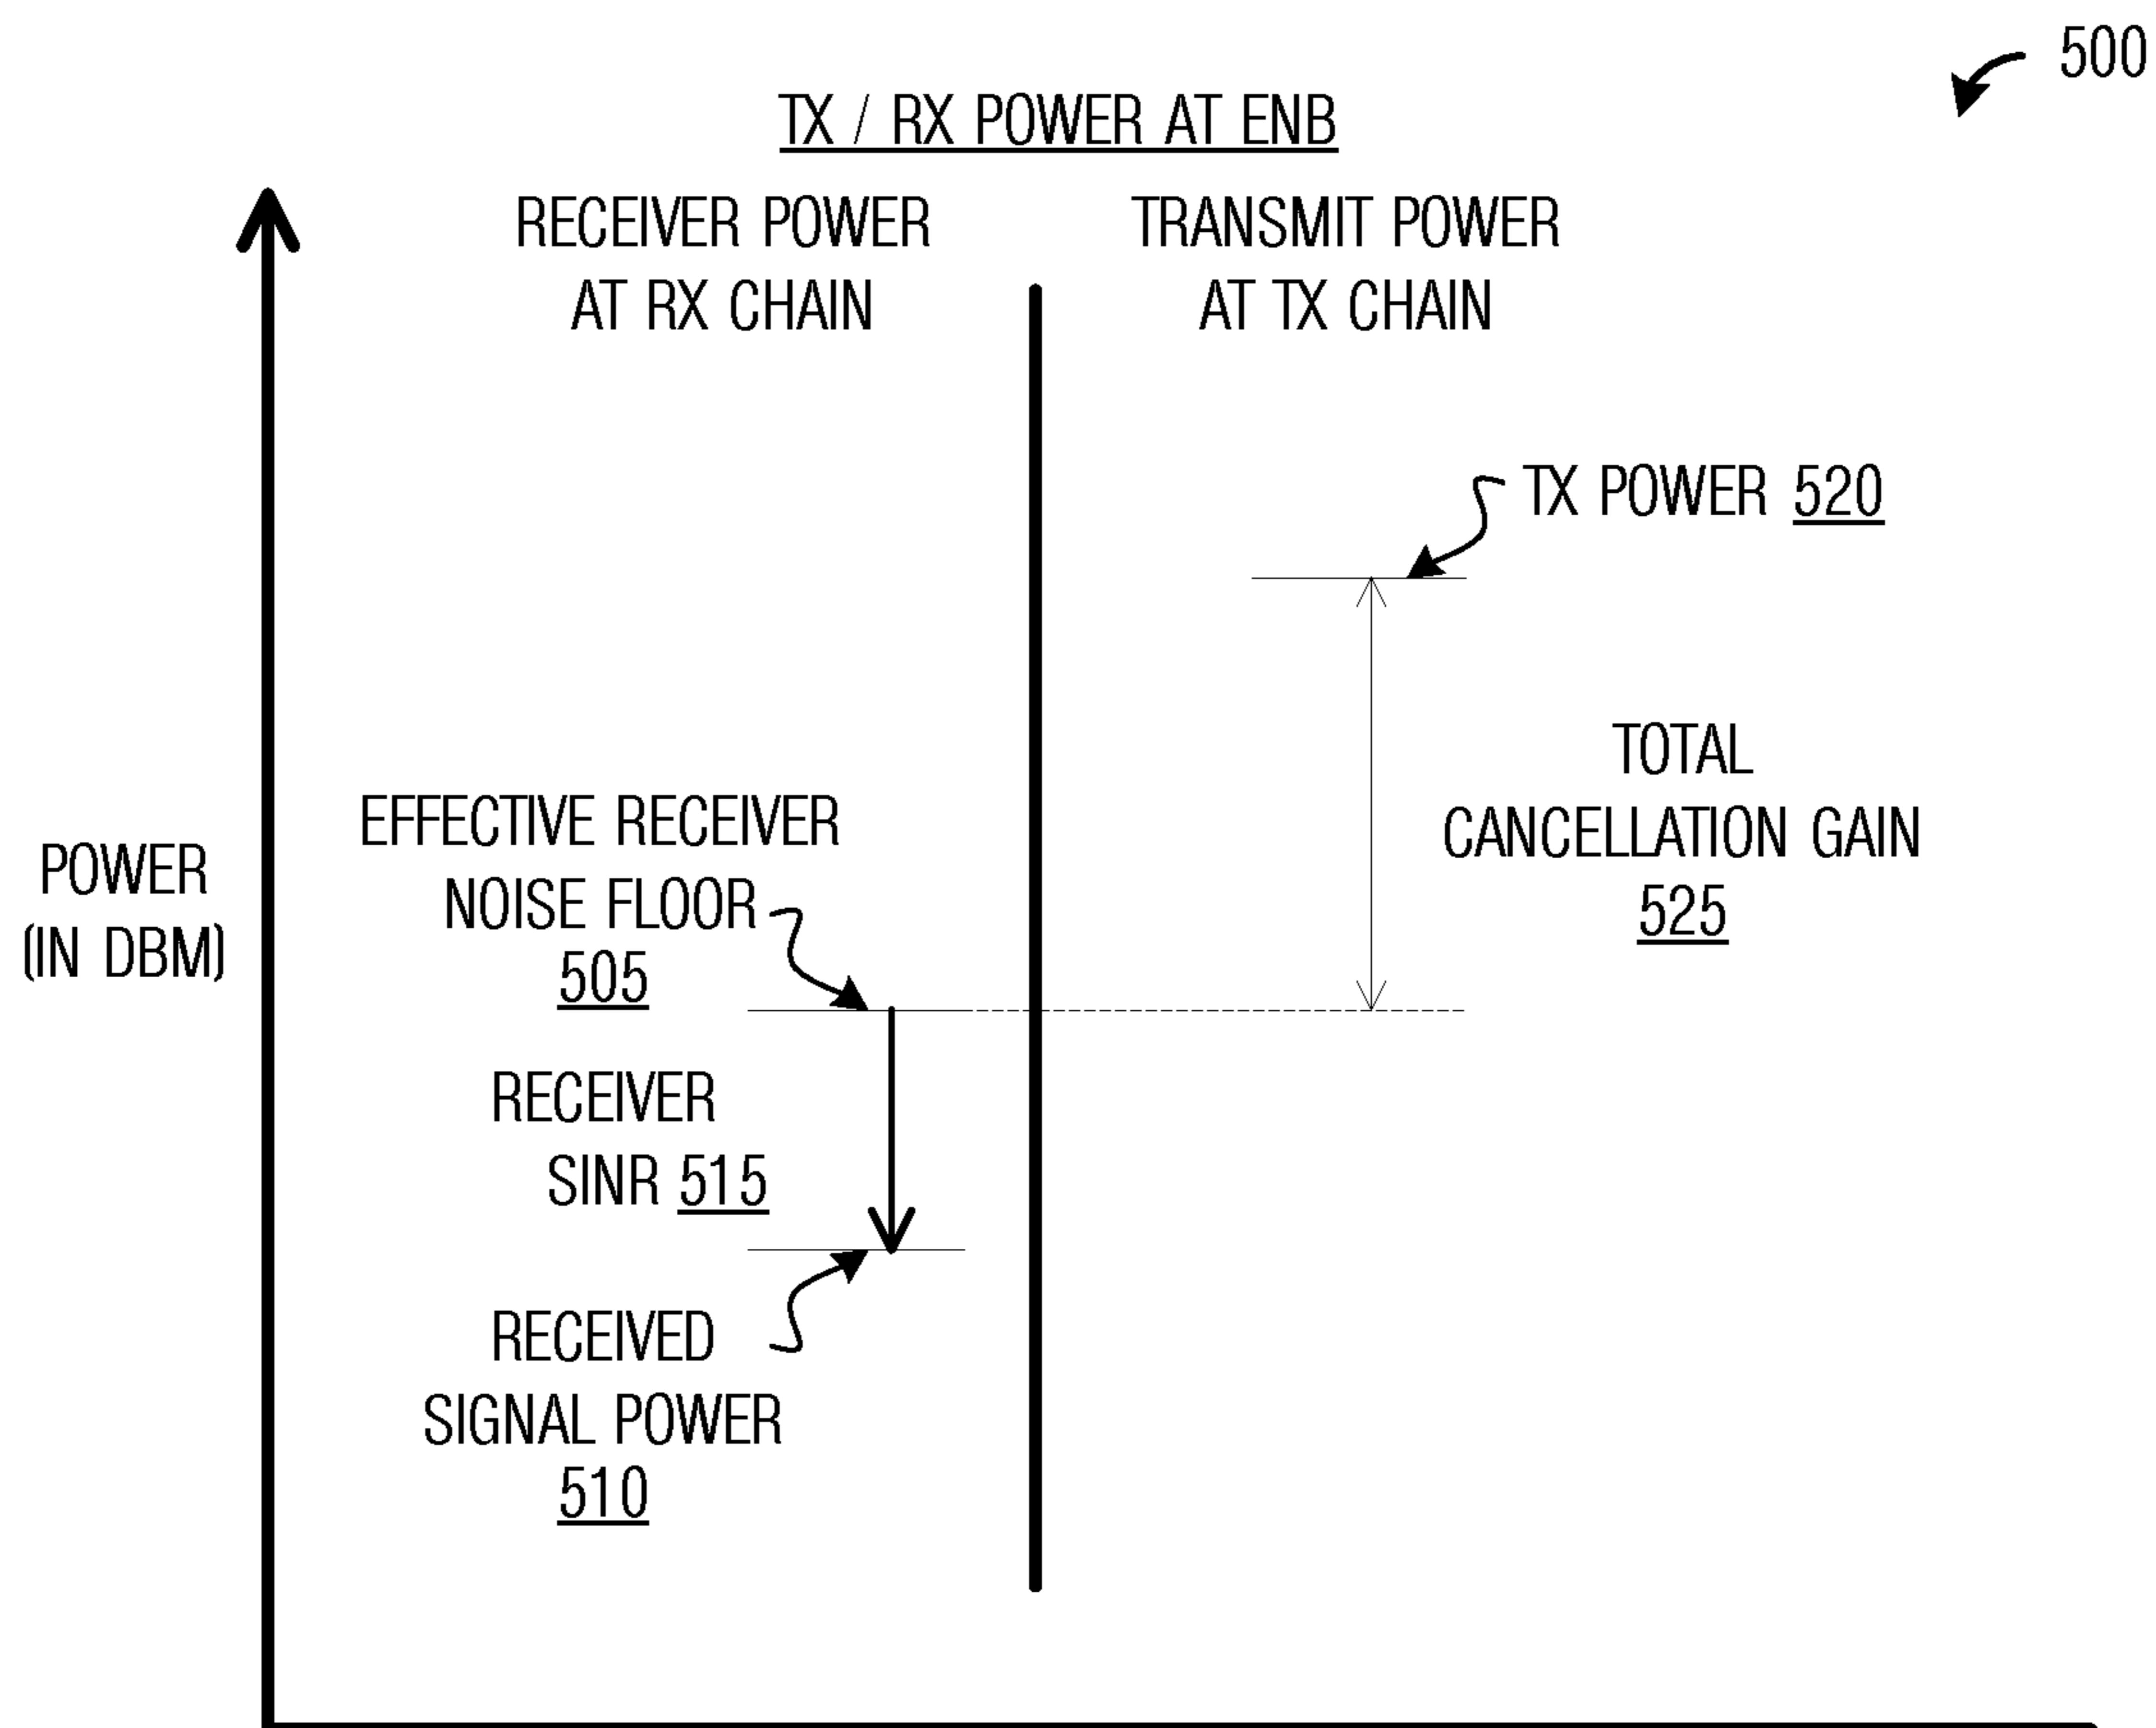 500
TX / RX POWER AT ENB
RECEIVER POWER
AT RX CHAIN
TRANSMIT POWER
AT TX CHAIN
TX POWER 520
TOTAL
CANCELLATION GAIN
525
EFFECTIVE RECEIVER
NOISE FLOOR
505
POWER
(IN DBM)
RECEIVER
SINR 515
RECEIVED
SIGNAL POWER
510